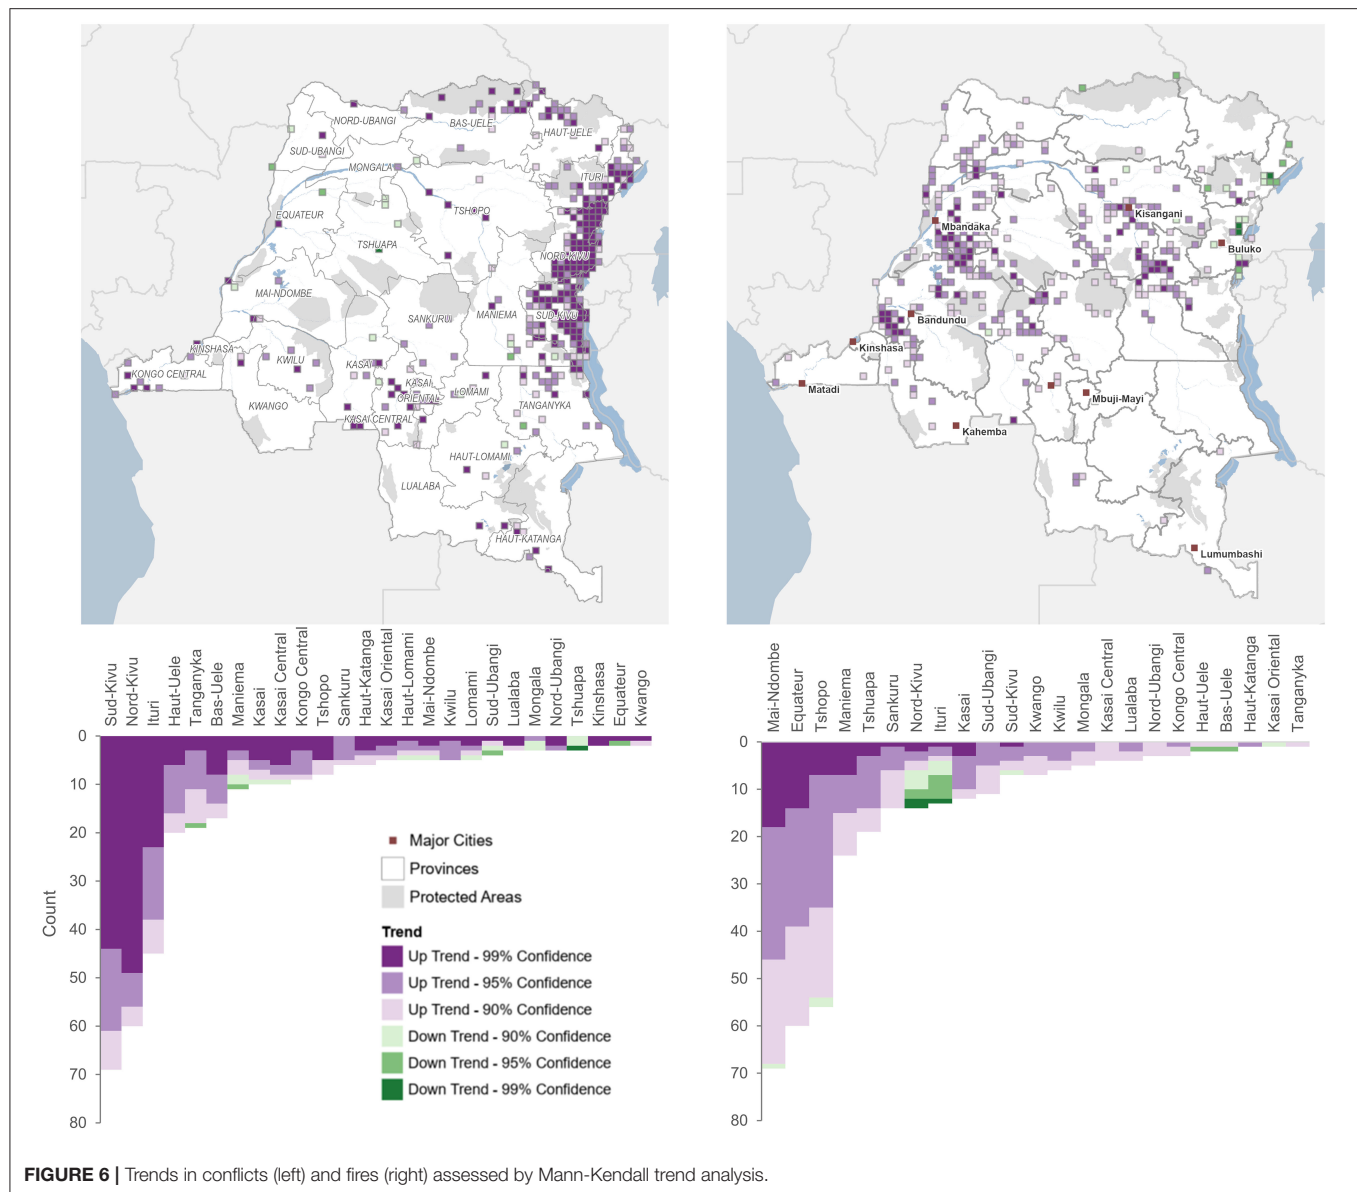 NORD-UBANGI
BAS-UELE
HAUT-UELE
SUD-UBANGI
MONGALA
ITURI
EQUATEUR
TSHOPO
TSHUAPA
NORD-KIVU
MAI-NDOMBE
SANKURU
MANIEMA
SUD-KIVU
KINSHASA
KWILU
KASAI
KONGO CENTRAL
KASAI
ORIENTAL
LOMAMI
KWANGO
KASAI CENTRAL
TANGANYKA
HAUT-LOMAMI
LUALABA
HAUT-KATANGA
Kisangani
Mbandaka
Buluko
Bandundu
Kinshasa
Matadi
Mbuji-Mayi
Kahemba
Lumumbashi
Sud-Kivu
Nord-Kivu
Ituri
Haut-Uele
Tanganyka
Bas-Uele
Maniema
Kasai
Kasai Central
Kongo Central
Tshopo
Sankuru
Haut-Katanga
Kasai Oriental
Haut-Lomami
Mai-Ndombe
Kwilu
Lomami
Sud-Ubangi
Lualaba
Mongala
Nord-Ubangi
Tshuapa
Kinshasa
Equateur
Kwango
0
10
20
30
40
50
60
70
80
Count
Major Cities
Provinces
Protected Areas
Trend
Up Trend - 99% Confidence
Up Trend - 95% Confidence
Up Trend - 90% Confidence
Down Trend - 90% Confidence
Down Trend - 95% Confidence
Down Trend - 99% Confidence
Mai-Ndombe
Equateur
Tshopo
Maniema
Tshuapa
Sankuru
Nord-Kivu
Ituri
Kasai
Sud-Ubangi
Sud-Kivu
Kwango
Kwilu
Mongala
Kasai Central
Lualaba
Nord-Ubangi
Kongo Central
Haut-Uele
Bas-Uele
Haut-Katanga
Kasai Oriental
Tanganyka
0
10
20
30
40
50
60
70
80
FIGURE 6 | Trends in conflicts (left) and fires (right) assessed by Mann-Kendall trend analysis.